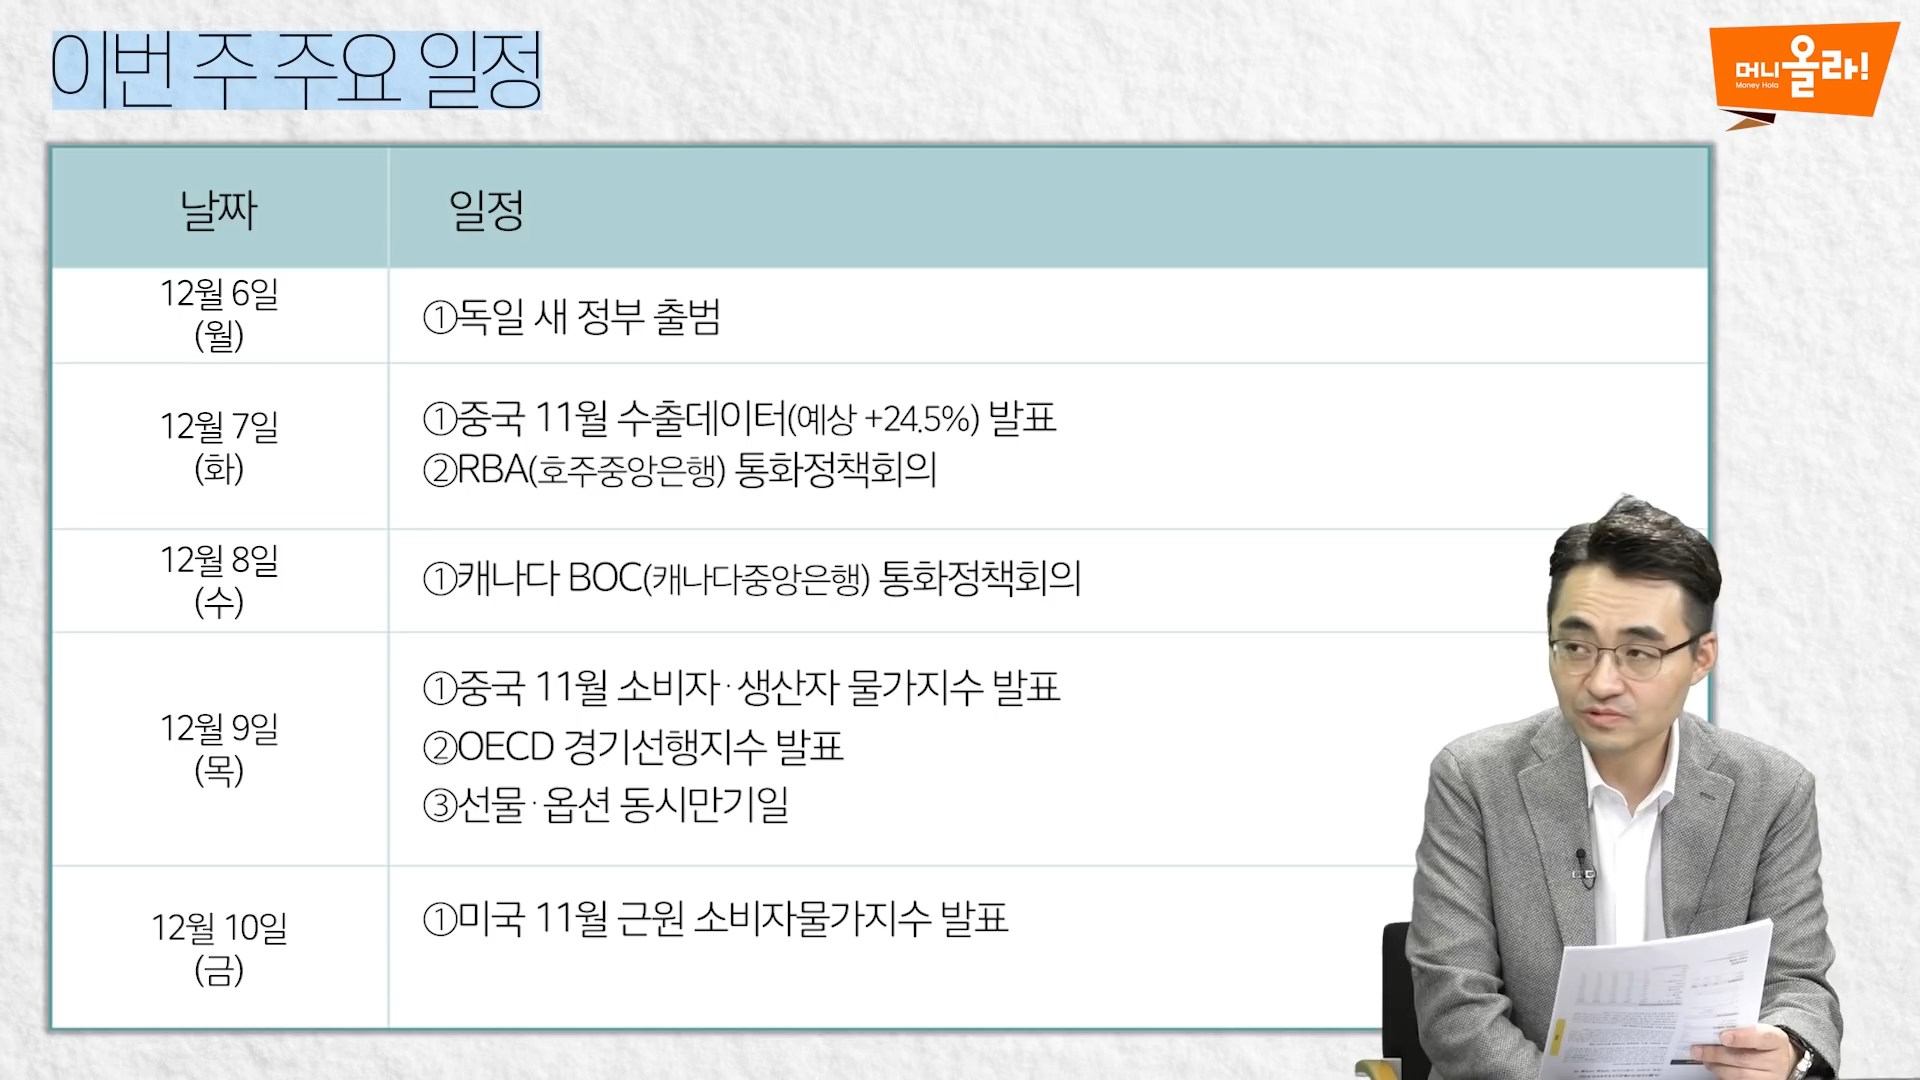 이번 주 주요 일정
머니올라!
Money Hola
날짜
일정
12월 6일
(월)
①독일 새 정부 출범
12월 7일
(화)
①중국 11월 수출데이터(예상 +24.5%) 발표
②RBA(호주중앙은행) 통화정책회의
12월 8일
(수)
①캐나다 BOC(캐나다중앙은행) 통화정책회의
12월 9일
(목)
①중국 11월 소비자·생산자 물가지수 발표
②OECD 경기선행지수 발표
③선물·옵션 동시만기일
12월 10일
(금)
①미국 11월 근원 소비자물가지수 발표